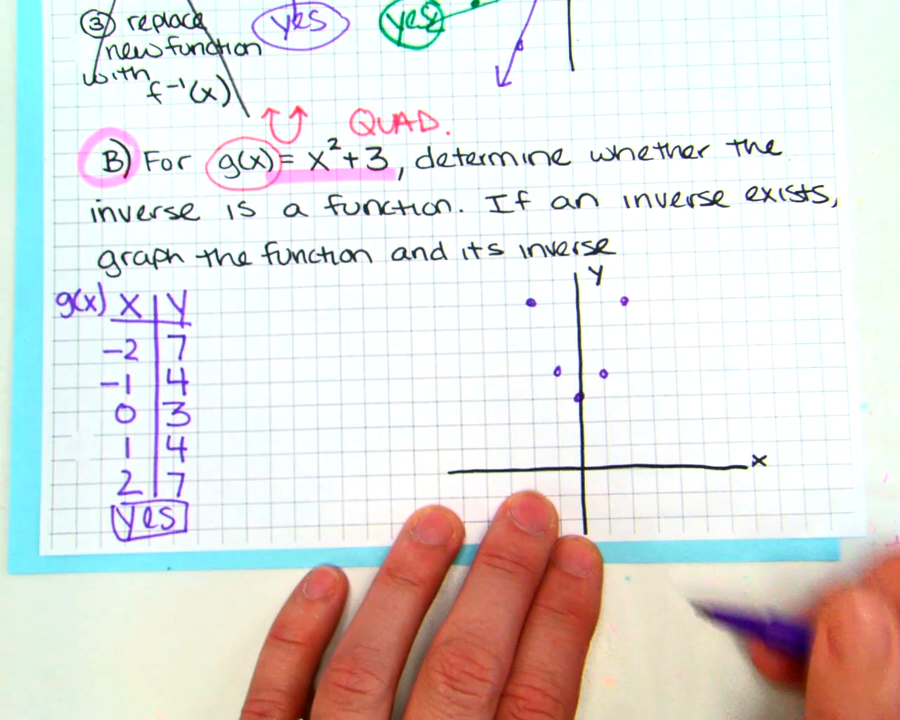 ③ replace
new function
with
f⁻¹(x)
yes
yes
QUAD.
B) For g(x) = x² + 3, determine whether the
inverse is a function. If an inverse exists,
graph the function and its inverse
g(x) X | Y
-2 | 7
-1 | 4
0 | 3
1 | 4
2 | 7
yes
Y
X